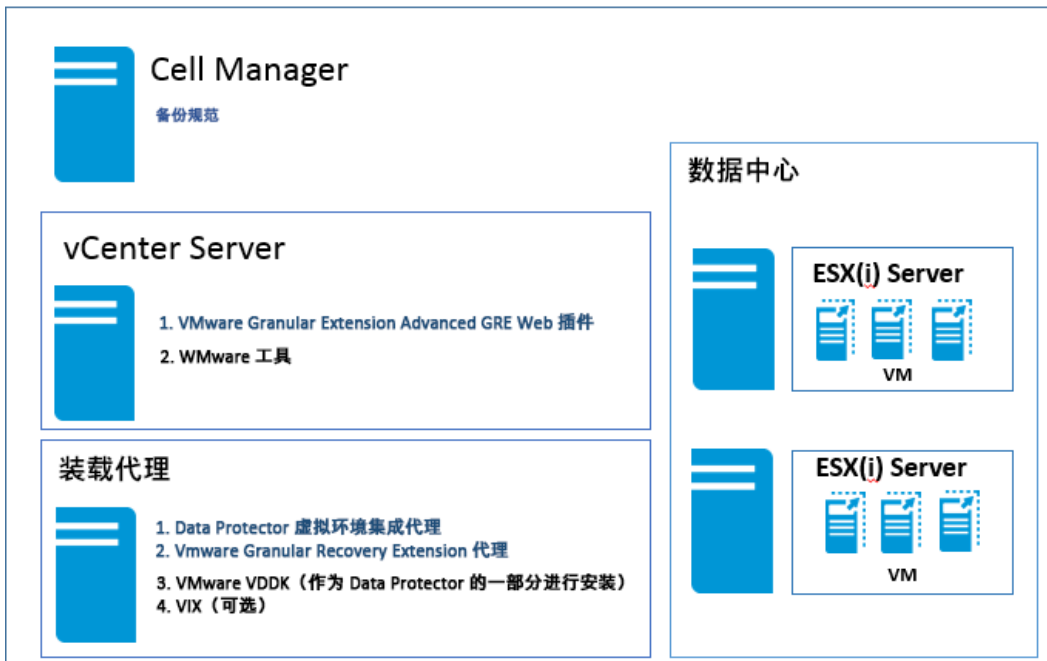 Cell Manager
备份规范
vCenter Server
1. VMware Granular Extension Advanced GRE Web 插件
2. WMware 工具
装载代理
1. Data Protector 虚拟环境集成代理
2. Vmware Granular Recovery Extension 代理
3. VMware VDDK（作为 Data Protector 的一部分进行安装）
4. VIX（可选）
数据中心
ESX(i) Server
VM
ESX(i) Server
VM